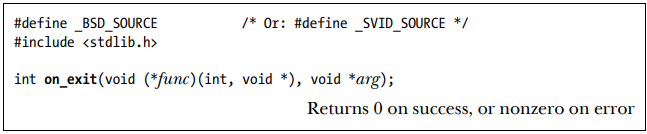 #define _BSD_SOURCE /* Or: #define _SVID_SOURCE */
#include <stdlib.h>
int on_exit(void (*func)(int, void *), void *arg);
Returns 0 on success, or nonzero on error